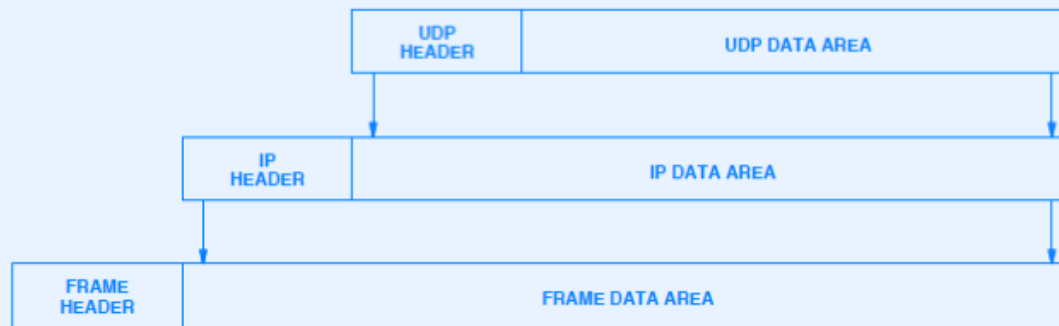 UDP
HEADER
UDP DATA AREA
IP
HEADER
IP DATA AREA
FRAME
HEADER
FRAME DATA AREA